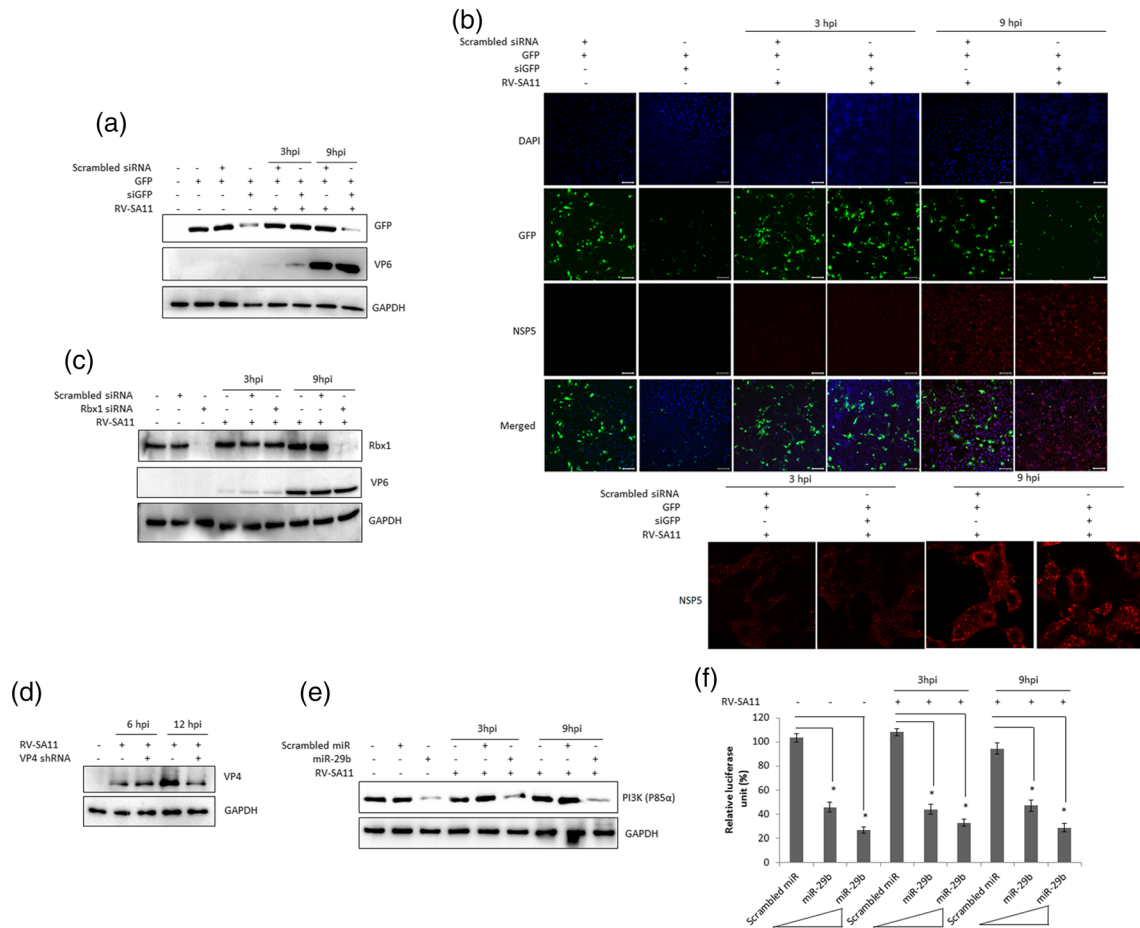 (a)
3hpi 9hpi
Scrambled siRNA - - + - + - + -
GFP - + + + + + + +
siGFP - - - + - + - +
RV-SA11 - - - - + + + +
GFP
VP6
GAPDH
(b)
3 hpi 9 hpi
Scrambled siRNA + - + - + -
GFP + + + + + +
siGFP - + - + - +
RV-SA11 - - + + + +
DAPI
GFP
NSP5
Merged
3 hpi 9 hpi
Scrambled siRNA + - + -
GFP + + + +
siGFP - + - +
RV-SA11 + + + +
NSP5
(c)
3hpi 9hpi
Scrambled siRNA - + - - + - - + -
Rbx1 siRNA - - + - - + - - +
RV-SA11 - - - + + + + + +
Rbx1
VP6
GAPDH
(d)
6 hpi 12 hpi
RV-SA11 - + + + +
VP4 shRNA - - + - +
VP4
GAPDH
(e)
3hpi 9hpi
Scrambled miR - + - - + - - + -
miR-29b - - + - - + - - +
RV-SA11 - - - + + + + + +
PI3K (P85α)
GAPDH
(f)
3hpi 9hpi
RV-SA11 - - - + + + + + +
Relative luciferase
unit (%)
120
100
80
60
40
20
0
* * * * * *
Scrambled miR miR-29b miR-29b Scrambled miR miR-29b miR-29b Scrambled miR miR-29b miR-29b